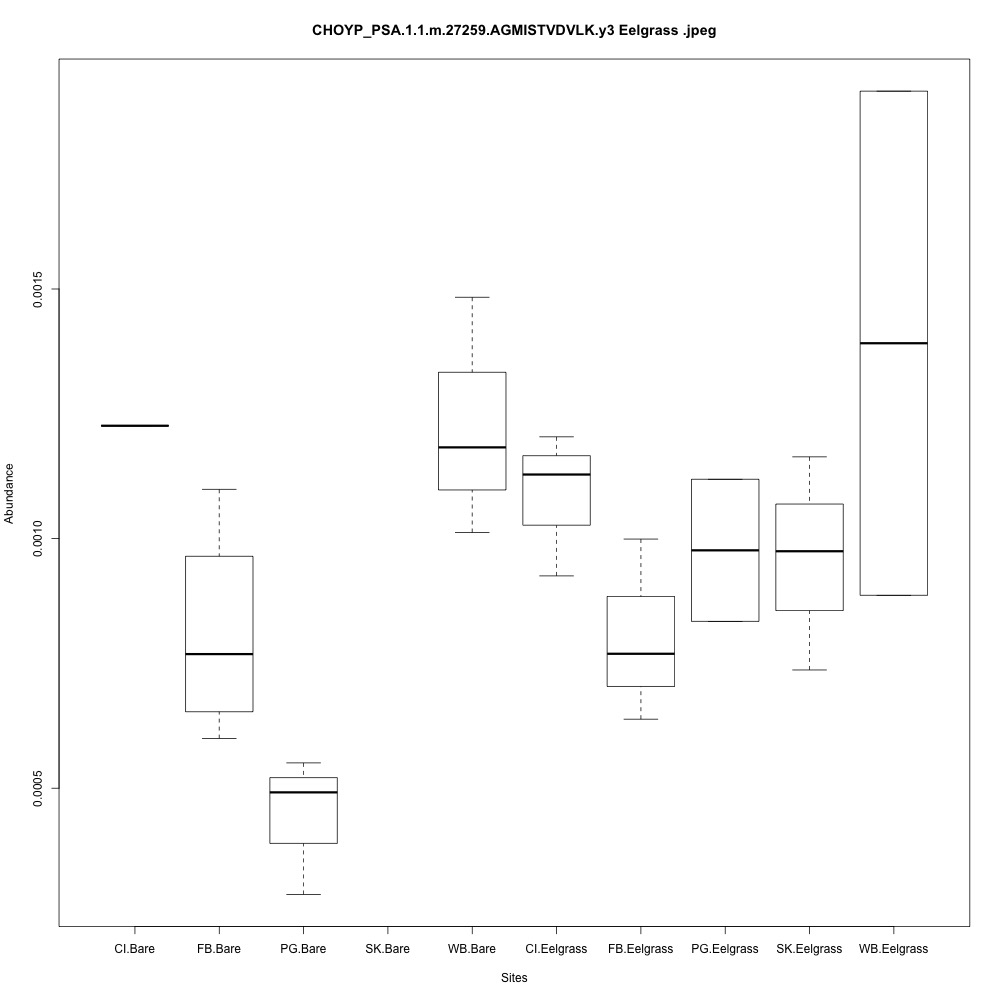 CHOYP_PSA.1.1.m.27259.AGMISTVDVLK.y3 Eelgrass .jpeg
Abundance
0.0015
0.0010
0.0005
CI.Bare FB.Bare PG.Bare SK.Bare WB.Bare CI.Eelgrass FB.Eelgrass PG.Eelgrass SK.Eelgrass WB.Eelgrass
Sites